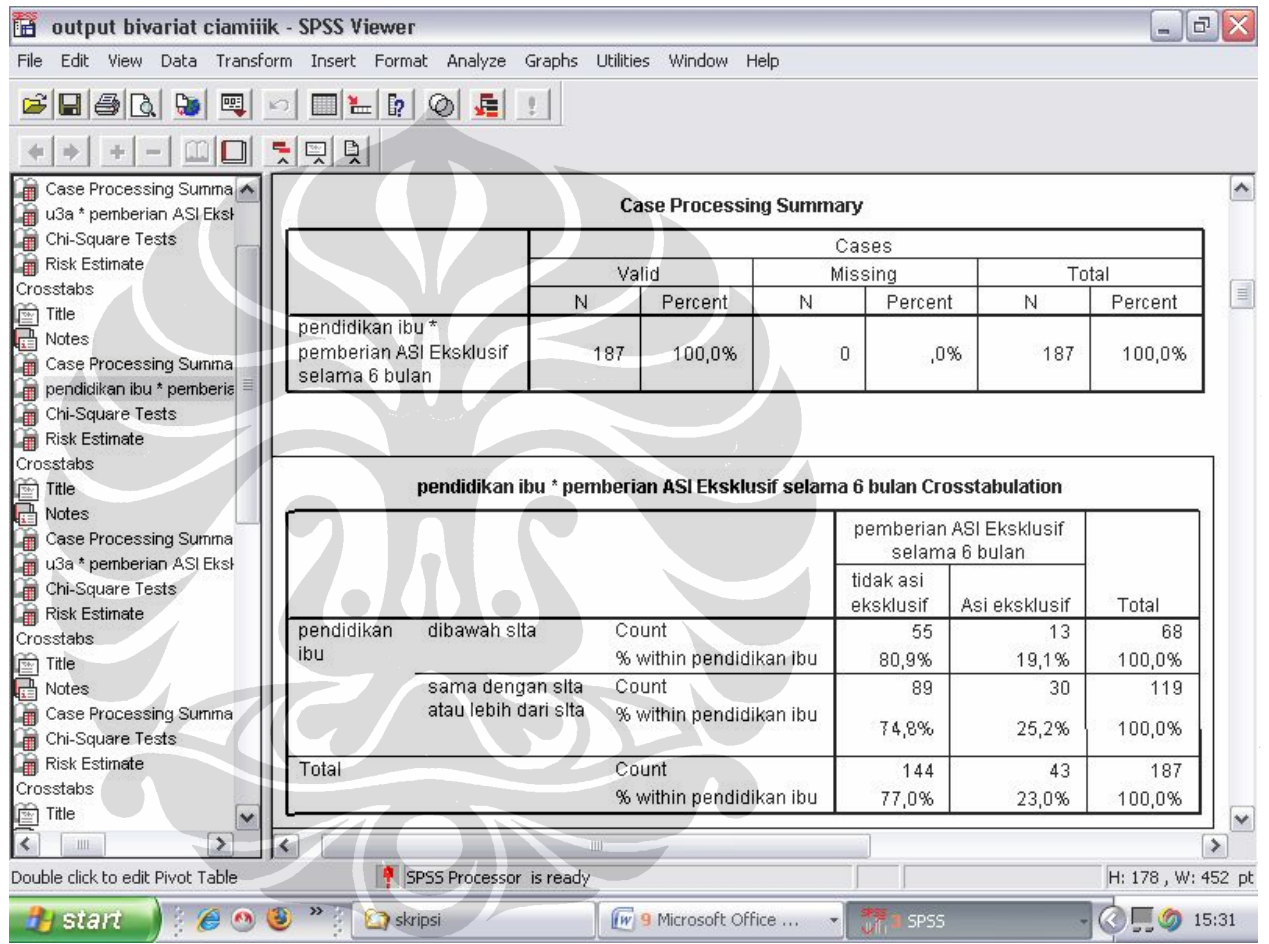 output bivariat ciamiiik - SPSS Viewer
File Edit View Data Transform Insert Format Analyze Graphs Utilities Window Help
Case Processing Summa
u3a * pemberian ASI Eksk
Chi-Square Tests
Risk Estimate
Crosstabs
Title
Notes
Case Processing Summa
pendidikan ibu * pemberia
Chi-Square Tests
Risk Estimate
Crosstabs
Title
Notes
Case Processing Summa
u3a * pemberian ASI Eksk
Chi-Square Tests
Risk Estimate
Crosstabs
Title
Notes
Case Processing Summa
Chi-Square Tests
Risk Estimate
Crosstabs
Title
Case Processing Summary
Cases
Valid Missing Total
N Percent N Percent N Percent
pendidikan ibu *
pemberian ASI Eksklusif 187 100,0% 0 ,0% 187 100,0%
selama 6 bulan
pendidikan ibu * pemberian ASI Eksklusif selama 6 bulan Crosstabulation
pemberian ASI Eksklusif
selama 6 bulan
tidak asi
eksklusif Asi eksklusif Total
pendidikan dibawah slta Count 55 13 68
ibu % within pendidikan ibu 80,9% 19,1% 100,0%
sama dengan slta Count 89 30 119
atau lebih dari slta % within pendidikan ibu 74,8% 25,2% 100,0%
Total Count 144 43 187
% within pendidikan ibu 77,0% 23,0% 100,0%
Double click to edit Pivot Table SPSS Processor is ready H: 178 , W: 452 pt
start skripsi 9 Microsoft Office ... 3 SPSS 15:31